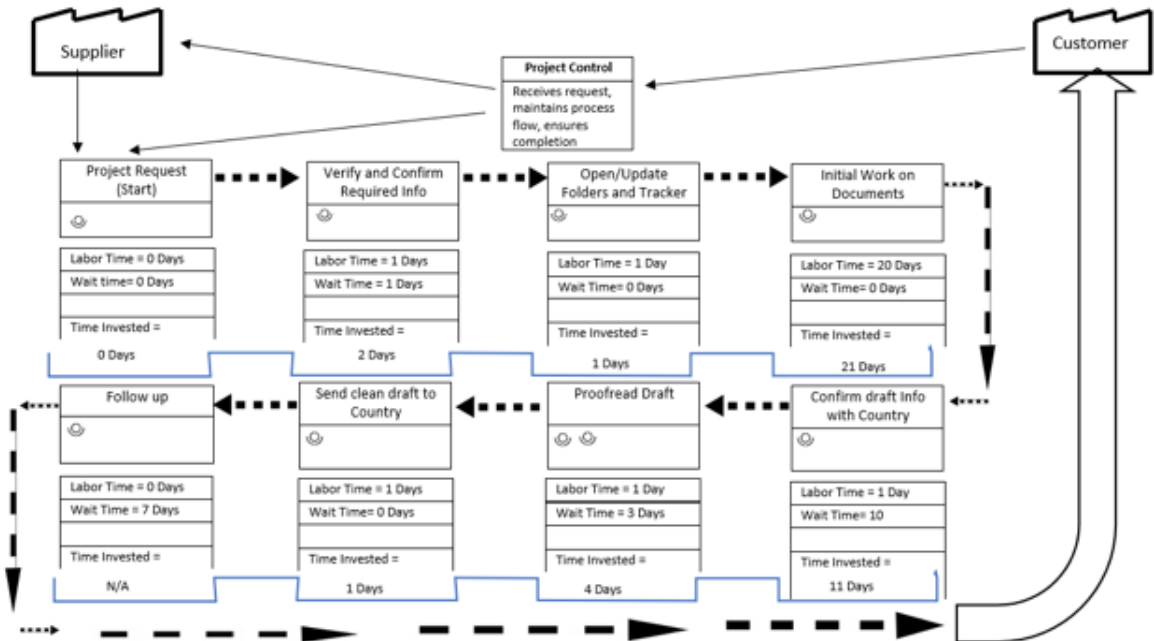 Supplier
Customer
Project Control
Receives request,
maintains process
flow, ensures
completion
Project Request
(Start)
Labor Time = 0 Days
Wait time= 0 Days
Time Invested =
0 Days
Verify and Confirm
Required Info
Labor Time = 1 Days
Wait Time = 1 Days
Time Invested =
2 Days
Open/Update
Folders and Tracker
Labor Time = 1 Day
Wait Time= 0 Days
Time Invested =
1 Days
Initial Work on
Documents
Labor Time = 20 Days
Wait Time= 0 Days
Time Invested =
21 Days
Confirm draft Info
with Country
Labor Time = 1 Day
Wait Time= 10
Time Invested =
11 Days
Proofread Draft
Labor Time = 1 Day
Wait Time = 3 Days
Time Invested =
4 Days
Send clean draft to
Country
Labor Time = 1 Days
Wait Time= 0 Days
Time Invested =
1 Days
Follow up
Labor Time = 0 Days
Wait Time = 7 Days
Time Invested =
N/A